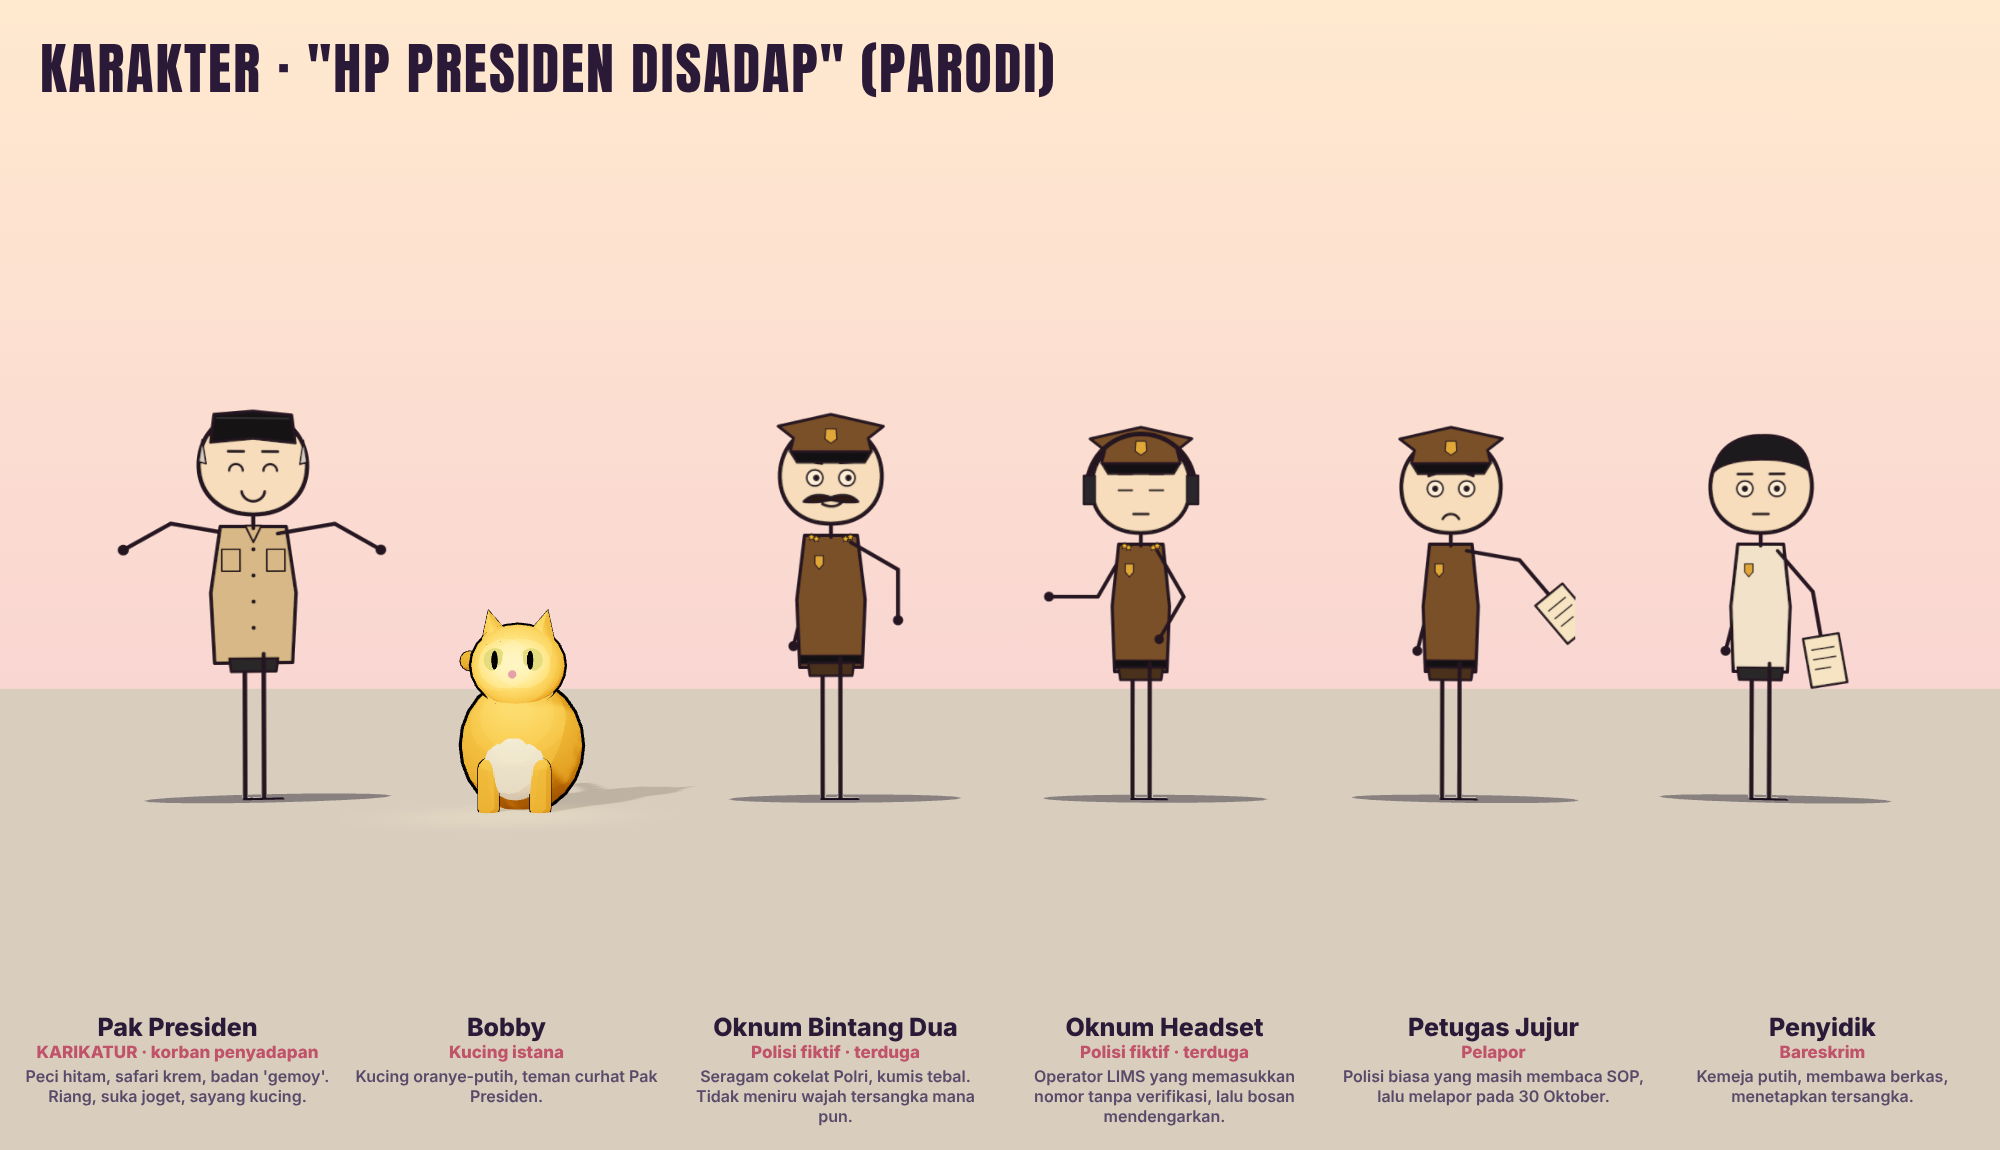 KARAKTER · "HP PRESIDEN DISADAP" (PARODI)
Pak Presiden
KARIKATUR · korban penyadapan
Peci hitam, safari krem, badan 'gemoy'.
Riang, suka joget, sayang kucing.
Bobby
Kucing istana
Kucing oranye-putih, teman curhat Pak
Presiden.
Oknum Bintang Dua
Polisi fiktif · terduga
Seragam cokelat Polri, kumis tebal.
Tidak meniru wajah tersangka mana
pun.
Oknum Headset
Polisi fiktif · terduga
Operator LIMS yang memasukkan
nomor tanpa verifikasi, lalu bosan
mendengarkan.
Petugas Jujur
Pelapor
Polisi biasa yang masih membaca SOP,
lalu melapor pada 30 Oktober.
Penyidik
Bareskrim
Kemeja putih, membawa berkas,
menetapkan tersangka.